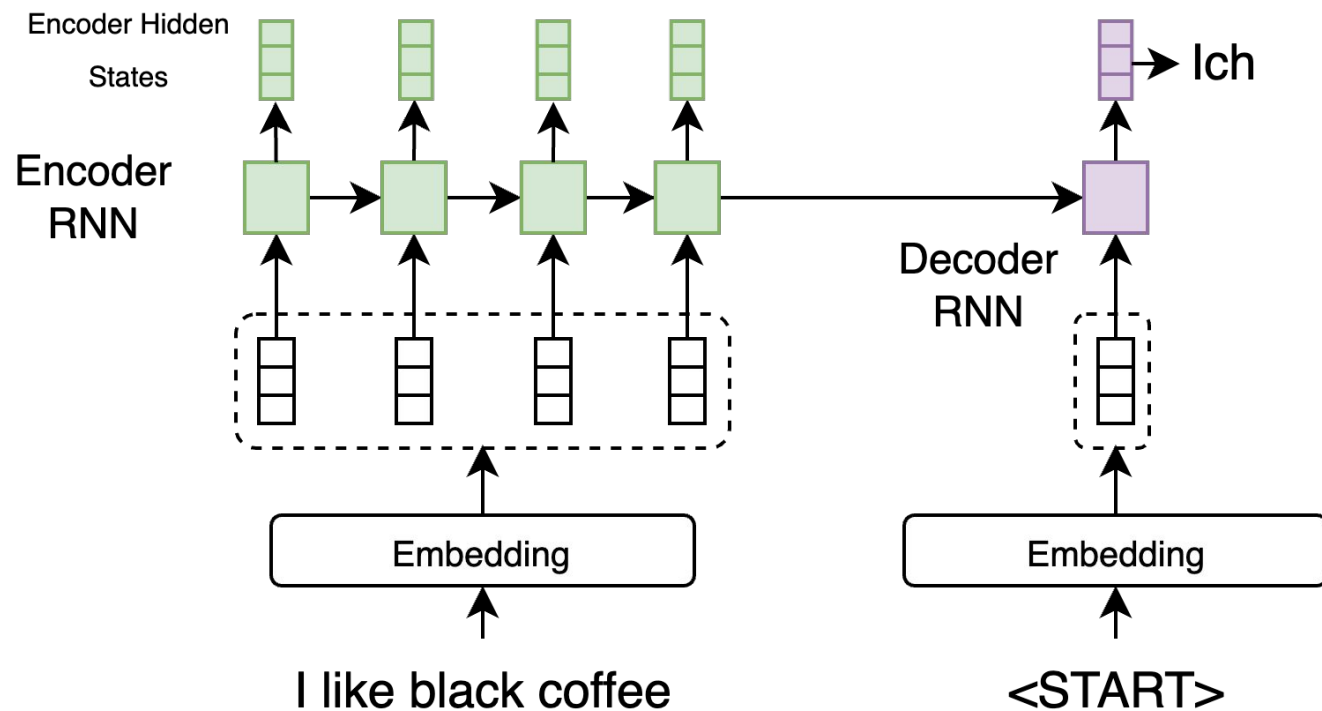 Encoder Hidden
States
Ich
Encoder
RNN
Decoder
RNN
Embedding
Embedding
I like black coffee
<START>